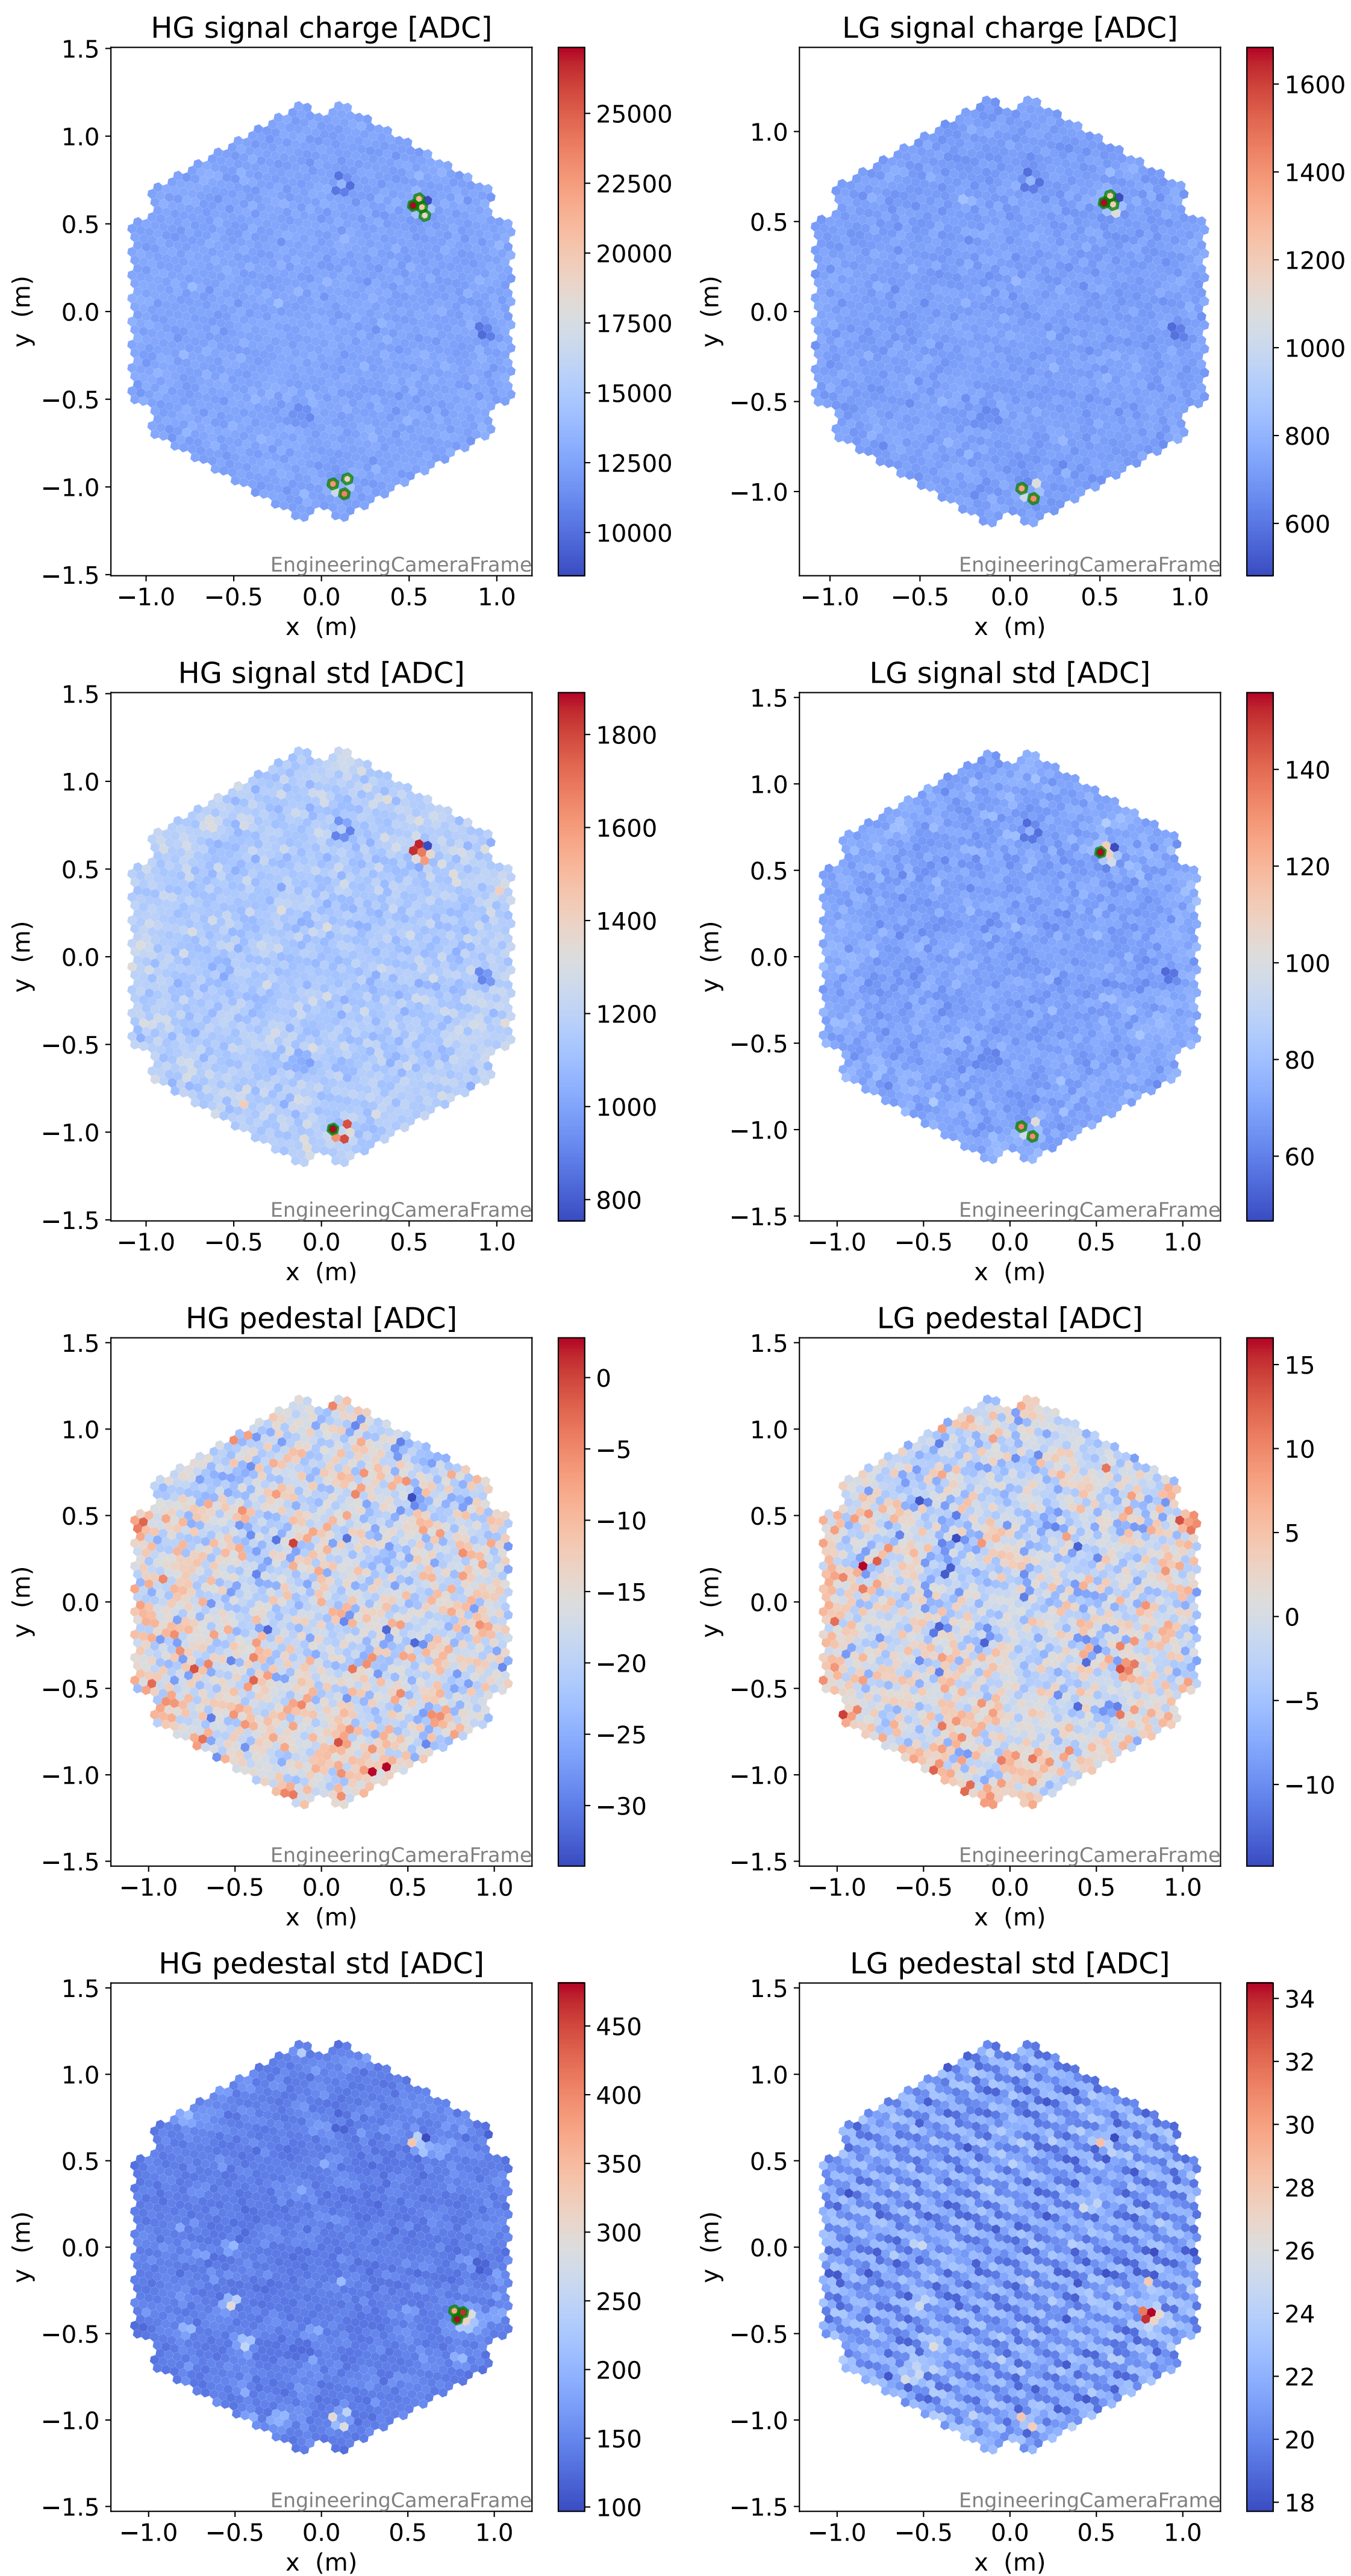 HG signal charge [ADC]
LG signal charge [ADC]
1.5
1.0
0.5
0.0
−0.5
−1.0
−1.5
y (m)
−1.0 −0.5 0.0 0.5 1.0
x (m)
EngineeringCameraFrame
25000
22500
20000
17500
15000
12500
10000
1.0
0.5
0.0
−0.5
−1.0
y (m)
−1.0 −0.5 0.0 0.5 1.0
x (m)
EngineeringCameraFrame
1600
1400
1200
1000
800
600
HG signal std [ADC]
LG signal std [ADC]
1.5
1.0
0.5
0.0
−0.5
−1.0
−1.5
y (m)
−1.0 −0.5 0.0 0.5 1.0
x (m)
EngineeringCameraFrame
1800
1600
1400
1200
1000
800
1.5
1.0
0.5
0.0
−0.5
−1.0
−1.5
y (m)
−1.0 −0.5 0.0 0.5 1.0
x (m)
EngineeringCameraFrame
140
120
100
80
60
HG pedestal [ADC]
LG pedestal [ADC]
1.5
1.0
0.5
0.0
−0.5
−1.0
−1.5
y (m)
−1.0 −0.5 0.0 0.5 1.0
x (m)
EngineeringCameraFrame
0
−5
−10
−15
−20
−25
−30
1.5
1.0
0.5
0.0
−0.5
−1.0
−1.5
y (m)
−1.0 −0.5 0.0 0.5 1.0
x (m)
EngineeringCameraFrame
15
10
5
0
−5
−10
HG pedestal std [ADC]
LG pedestal std [ADC]
1.5
1.0
0.5
0.0
−0.5
−1.0
−1.5
y (m)
−1.0 −0.5 0.0 0.5 1.0
x (m)
EngineeringCameraFrame
450
400
350
300
250
200
150
100
1.5
1.0
0.5
0.0
−0.5
−1.0
−1.5
y (m)
−1.0 −0.5 0.0 0.5 1.0
x (m)
EngineeringCameraFrame
34
32
30
28
26
24
22
20
18